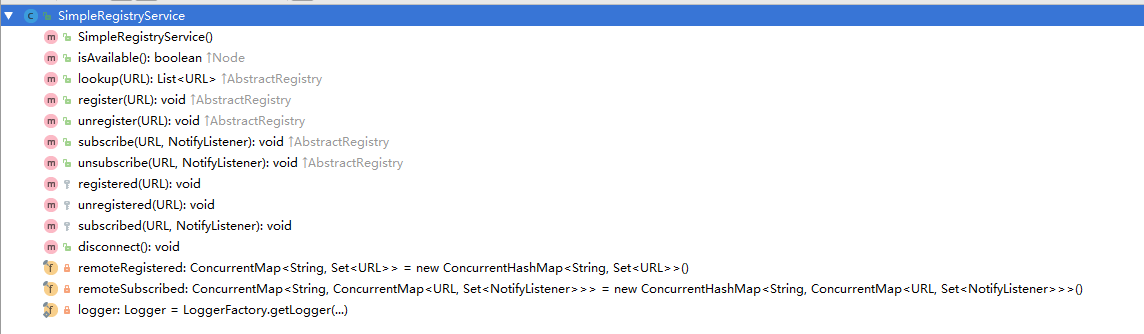 SimpleRegistryService
SimpleRegistryService()
isAvailable(): boolean ↑Node
lookup(URL): List<URL> ↑AbstractRegistry
register(URL): void ↑AbstractRegistry
unregister(URL): void ↑AbstractRegistry
subscribe(URL, NotifyListener): void ↑AbstractRegistry
unsubscribe(URL, NotifyListener): void ↑AbstractRegistry
registered(URL): void
unregistered(URL): void
subscribed(URL, NotifyListener): void
disconnect(): void
remoteRegistered: ConcurrentMap<String, Set<URL>> = new ConcurrentHashMap<String, Set<URL>>()
remoteSubscribed: ConcurrentMap<String, ConcurrentMap<URL, Set<NotifyListener>>> = new ConcurrentHashMap<String, ConcurrentMap<URL, Set<NotifyListener>>>()
logger: Logger = LoggerFactory.getLogger(...)